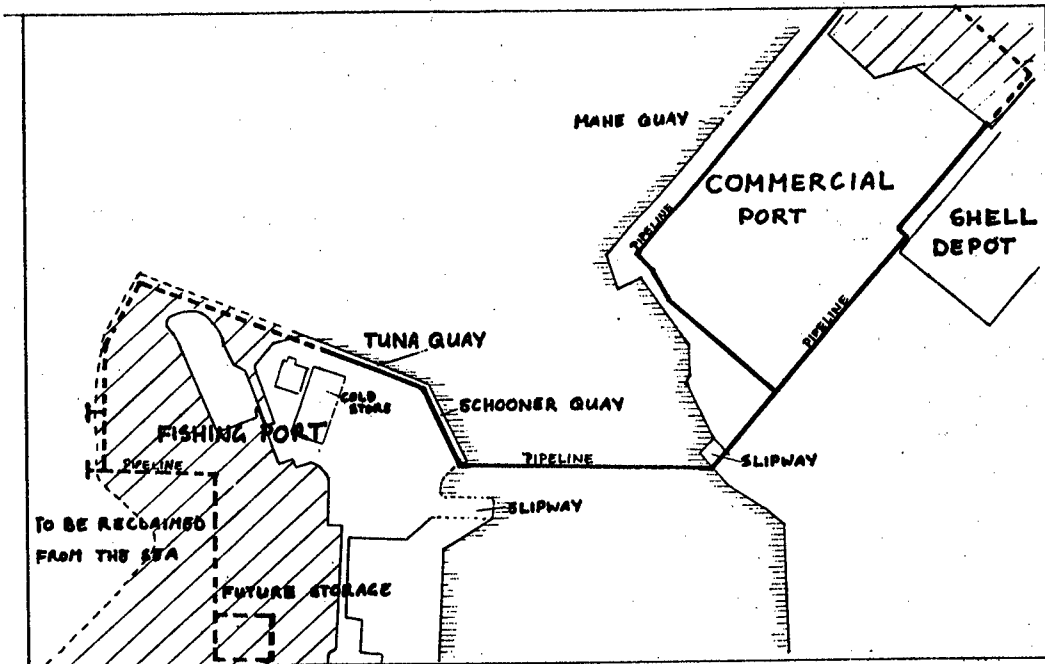 MAHE QUAY
COMMERCIAL
PORT
SHELL
DEPOT
PIPELINE
PIPELINE
TUNA QUAY
COLD
STORE
SCHOONER QUAY
FISHING PORT
PIPELINE
PIPELINE
SLIPWAY
SLIPWAY
TO BE RECLAIMED
FROM THE SEA
FUTURE STORAGE